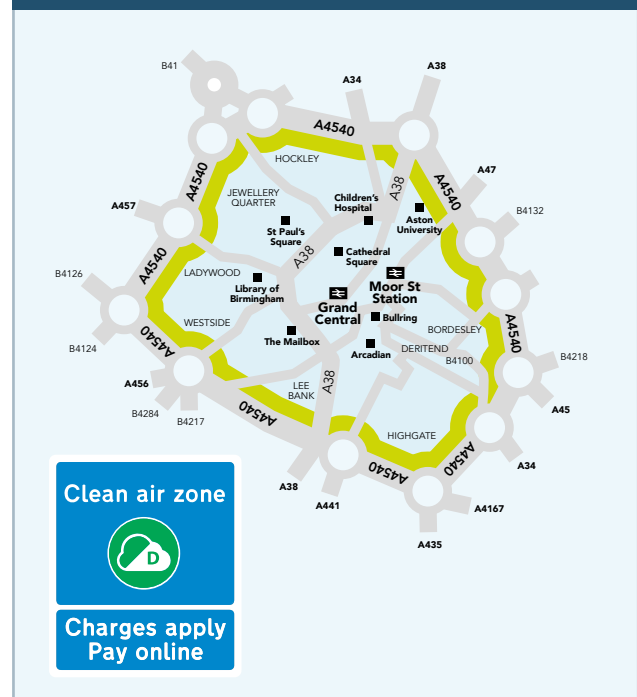 B41
A34
A38
A4540
HOCKLEY
A47
A4540
A4540
JEWELLERY
QUARTER
A38
Children's
Hospital
A457
B4132
St Paul's
Square
Aston
University
A38
Cathedral
Square
A4540
LADYWOOD
B4126
Library of
Birmingham
Moor St
Station
Grand
Central
Bullring
WESTSIDE
BORDESLEY
A4540
B4124
A4540
The Mailbox
DERITEND
Arcadian
B4100
B4218
A456
LEE
BANK
A38
B4284
B4217
A4540
A45
HIGHGATE
A34
A4540
A4540
A38
A441
A4167
A435
Clean air zone
D
Charges apply
Pay online